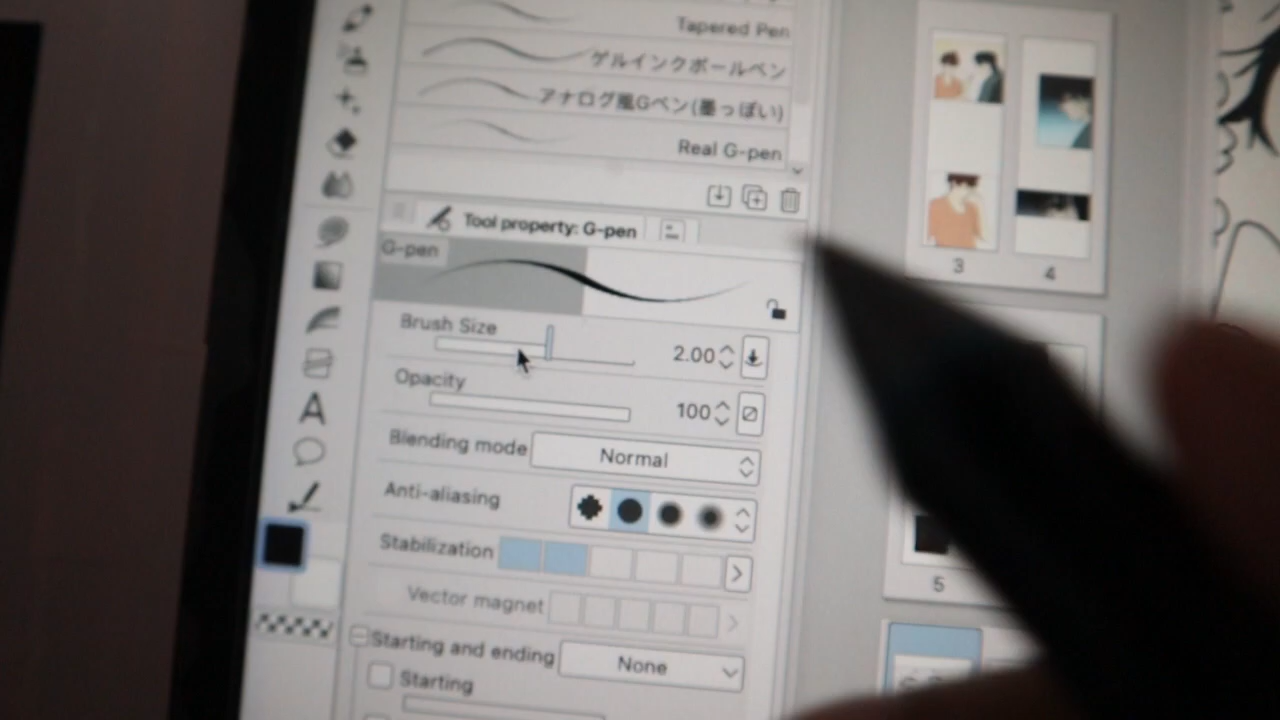 Tapered Pen
ゲルインクボールペン
アナログ風Gペン(墨っぽい)
Real G-pen
Tool property: G-pen
G-pen
Brush Size
2.00
Opacity
100
Blending mode
Normal
Anti-aliasing
Stabilization
Vector magnet
Starting and ending
None
Starting
A
3
4
5